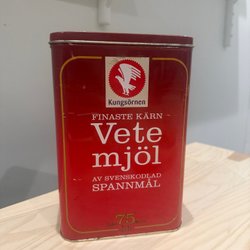 Kungsörnen
FINASTE KÄRN
Vete
mjöl
AV SVENSKODLAD
SPANNMÅL
75